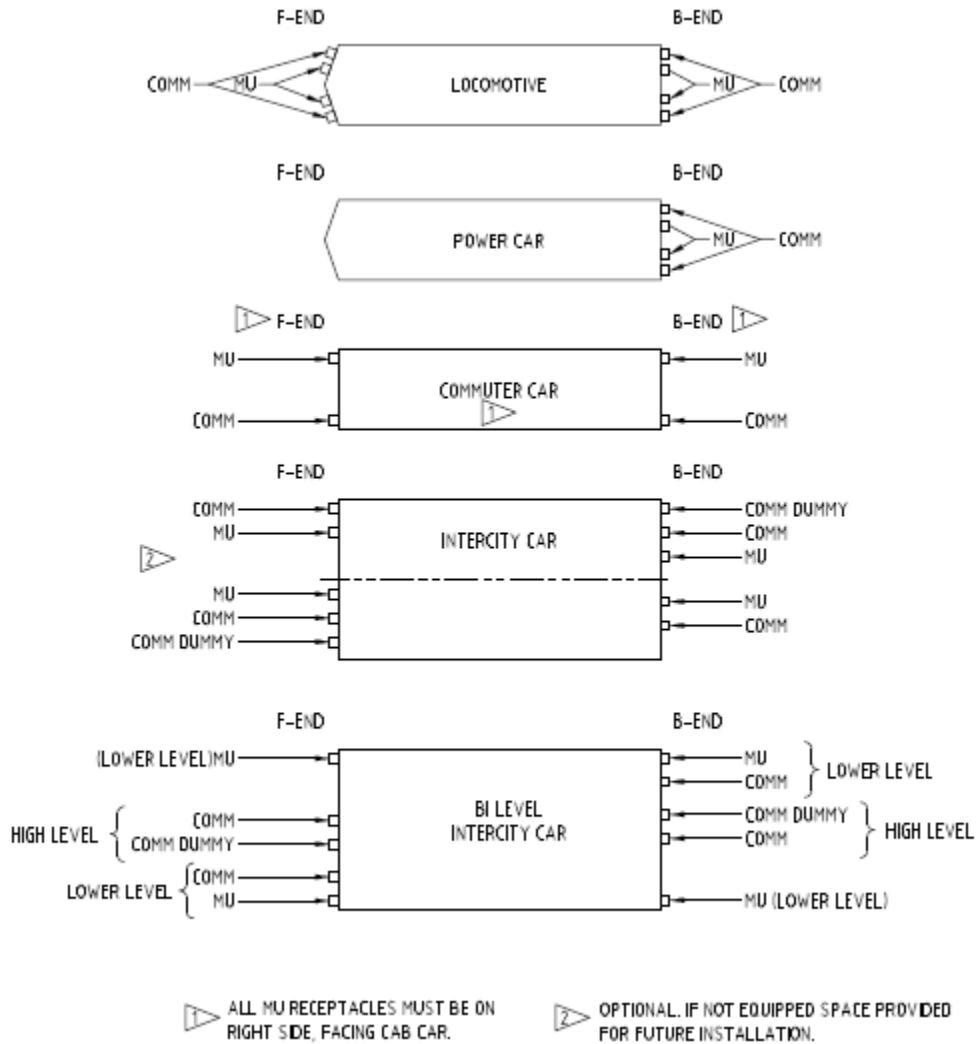 F-END B-END
COMM MU LOCOMOTIVE MU COMM
F-END B-END
POWER CAR MU COMM
1 F-END B-END 1
MU MU
COMMUTER CAR
1
COMM COMM
F-END B-END
COMM COMM DUMMY
MU INTERCITY CAR COMM
2 MU
MU MU
COMM COMM
COMM DUMMY
F-END B-END
(LOWER LEVEL)MU MU
COMM LOWER LEVEL
BI LEVEL
INTERCITY CAR
COMM COMM DUMMY
HIGH LEVEL HIGH LEVEL
COMM DUMMY COMM
COMM
LOWER LEVEL
MU MU (LOWER LEVEL)
1 ALL MU RECEPTACLES MUST BE ON
RIGHT SIDE, FACING CAB CAR.
2 OPTIONAL. IF NOT EQUIPPED SPACE PROVIDED
FOR FUTURE INSTALLATION.